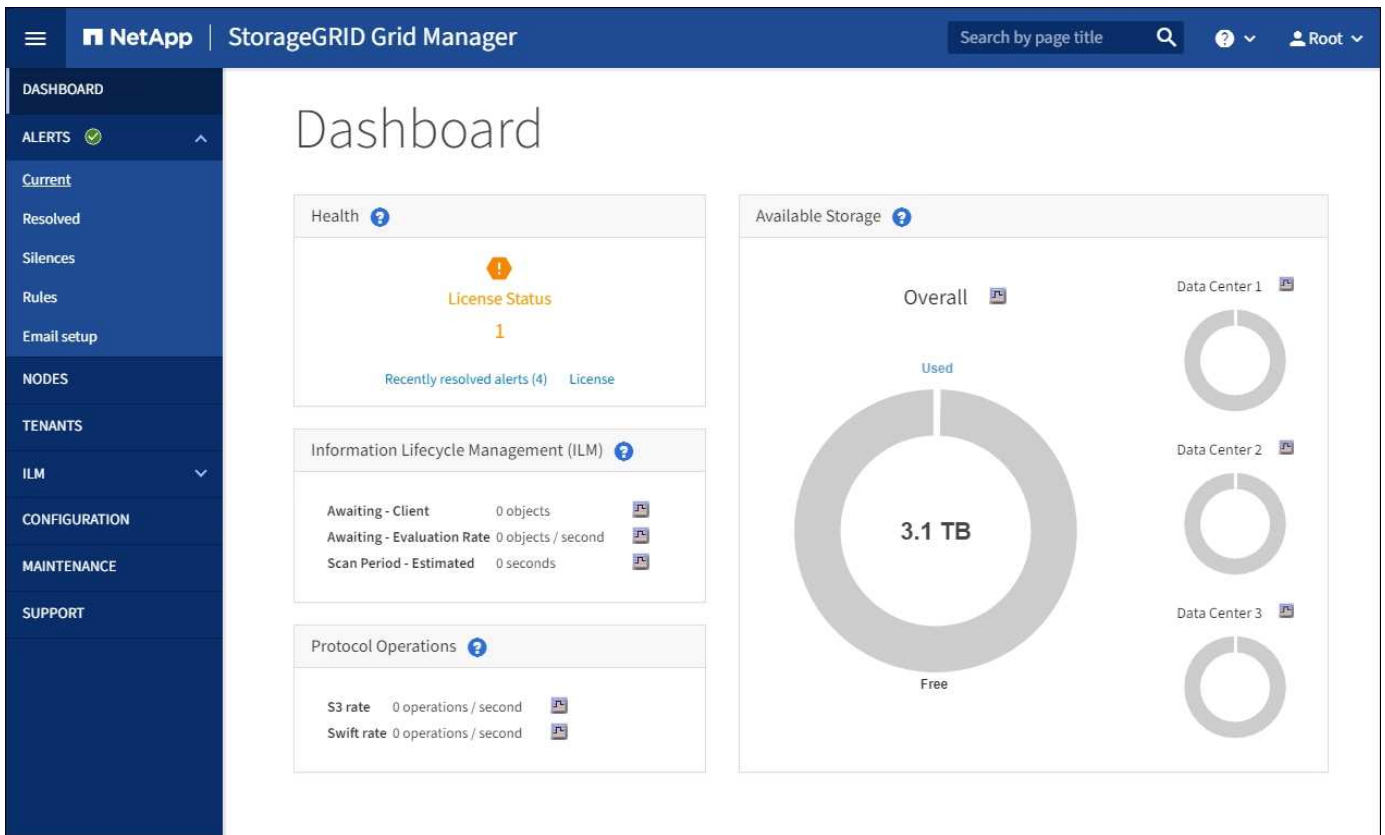 NetApp | StorageGRID Grid Manager
Search by page title
Root
DASHBOARD
ALERTS
Current
Resolved
Silences
Rules
Email setup
NODES
TENANTS
ILM
CONFIGURATION
MAINTENANCE
SUPPORT
Dashboard
Health
License Status
1
Recently resolved alerts (4) License
Information Lifecycle Management (ILM)
Awaiting - Client 0 objects
Awaiting - Evaluation Rate 0 objects / second
Scan Period - Estimated 0 seconds
Protocol Operations
S3 rate 0 operations / second
Swift rate 0 operations / second
Available Storage
Overall
Used
3.1 TB
Free
Data Center 1
Data Center 2
Data Center 3